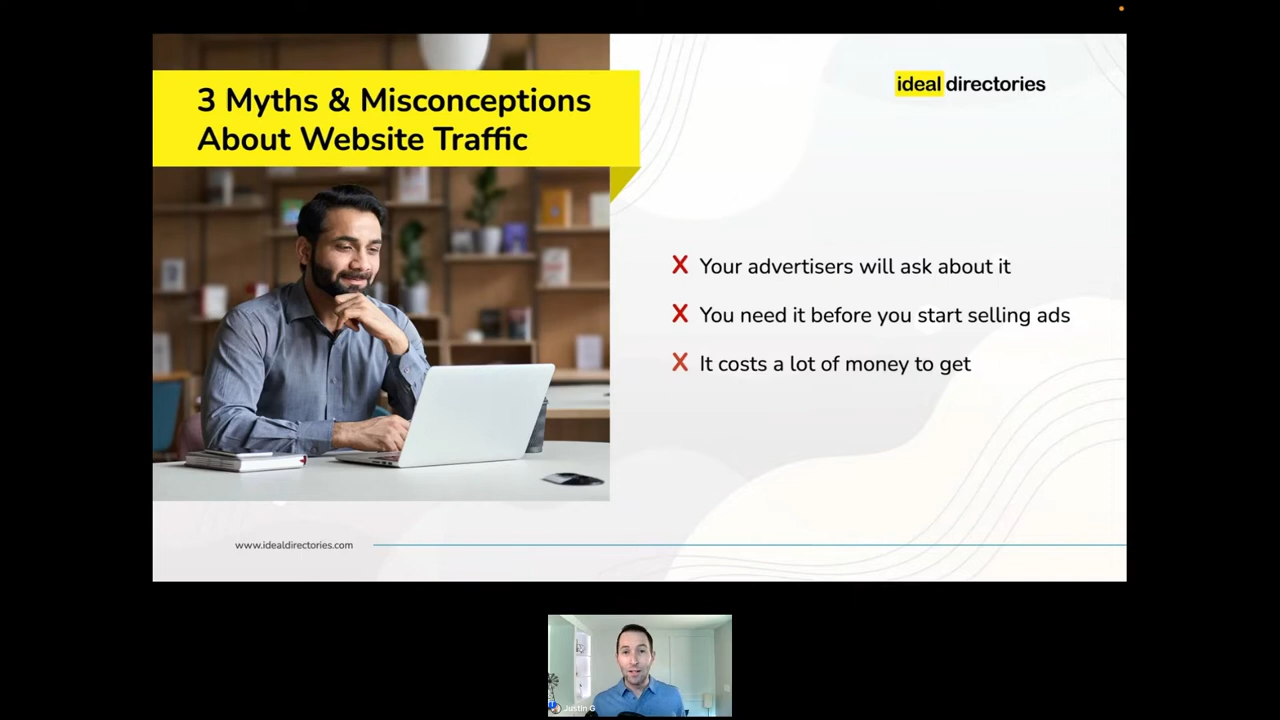 3 Myths & Misconceptions
About Website Traffic
ideal directories
X Your advertisers will ask about it
X You need it before you start selling ads
X It costs a lot of money to get
www.idealdirectories.com
Justin G